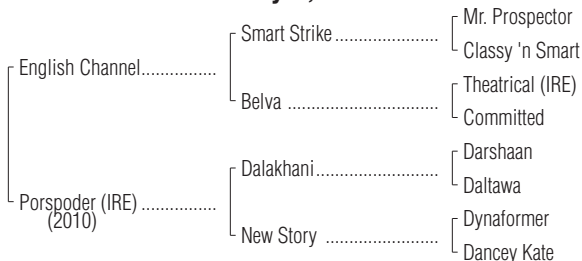 Mr. Prospector
Smart Strike
Classy 'n Smart
English Channel
Theatrical (IRE)
Belva
Committed
Darshaan
Dalakhani
Daltawa
Porspoder (IRE)
(2010)
Dynaformer
New Story
Dancey Kate